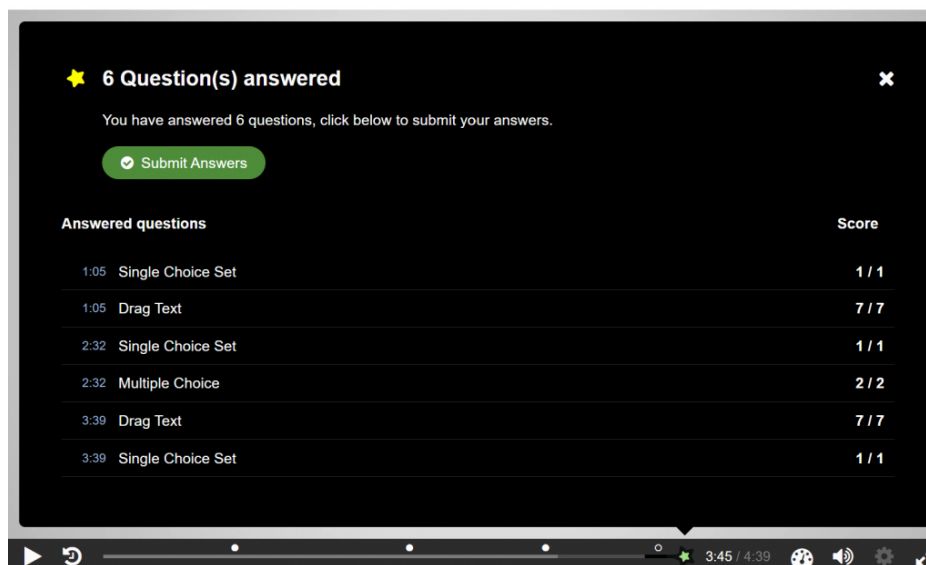 6 Question(s) answered
You have answered 6 questions, click below to submit your answers.
Submit Answers
Answered questions Score
1:05 Single Choice Set 1 / 1
1:05 Drag Text 7 / 7
2:32 Single Choice Set 1 / 1
2:32 Multiple Choice 2 / 2
3:39 Drag Text 7 / 7
3:39 Single Choice Set 1 / 1
3:45 / 4:39